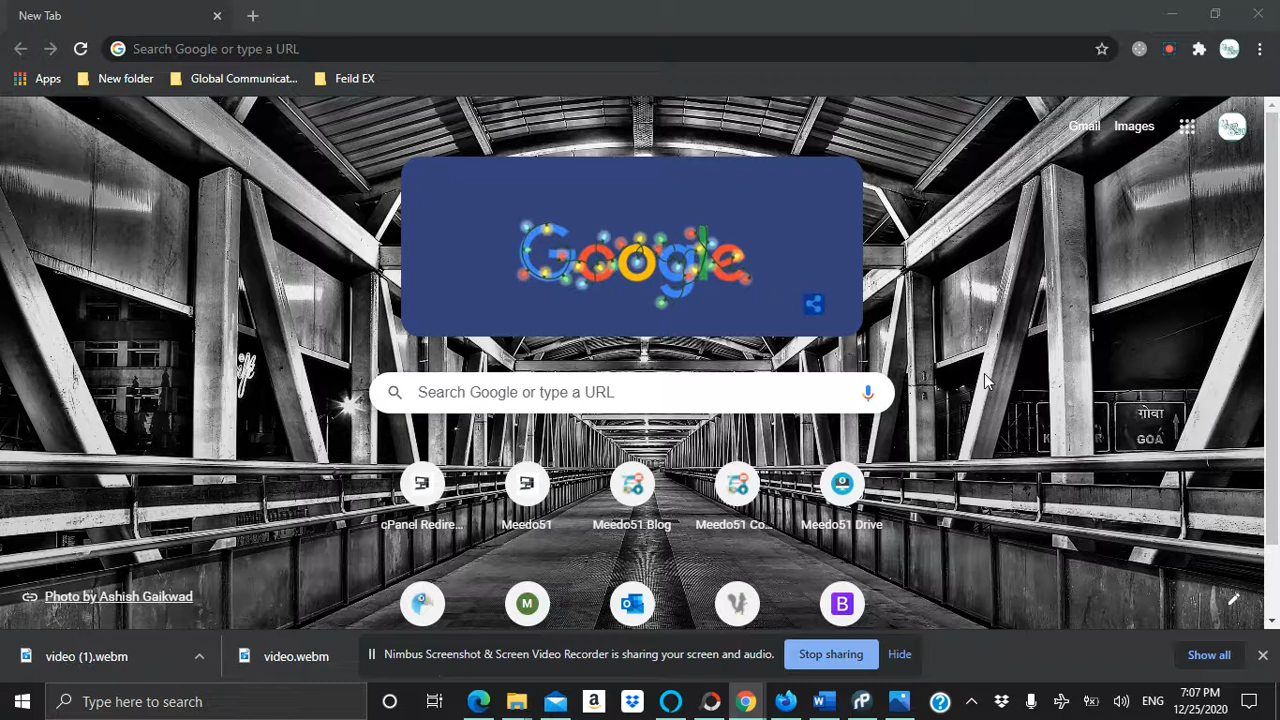 New Tab
Search Google or type a URL
Apps
New folder
Global Communicat...
Feild EX
Gmail
Images
Google
Search Google or type a URL
गोवा
GOA
cPanel Redire...
Meedo51
Meedo51 Blog
Meedo51 Co...
Meedo51 Drive
M
B
Photo by Ashish Gaikwad
video (1).webm
video.webm
Nimbus Screenshot & Screen Video Recorder is sharing your screen and audio.
Stop sharing
Hide
Show all
Type here to search
ENG
7:07 PM
12/25/2020